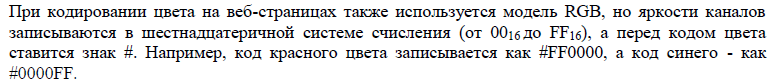 При кодировании цвета на веб-страницах также используется модель RGB, но яркости каналов
записываются в шестнадцатеричной системе счисления (от 00₁₆ до FF₁₆), а перед кодом цвета
ставится знак #. Например, код красного цвета записывается как #FF0000, а код синего - как
#0000FF.